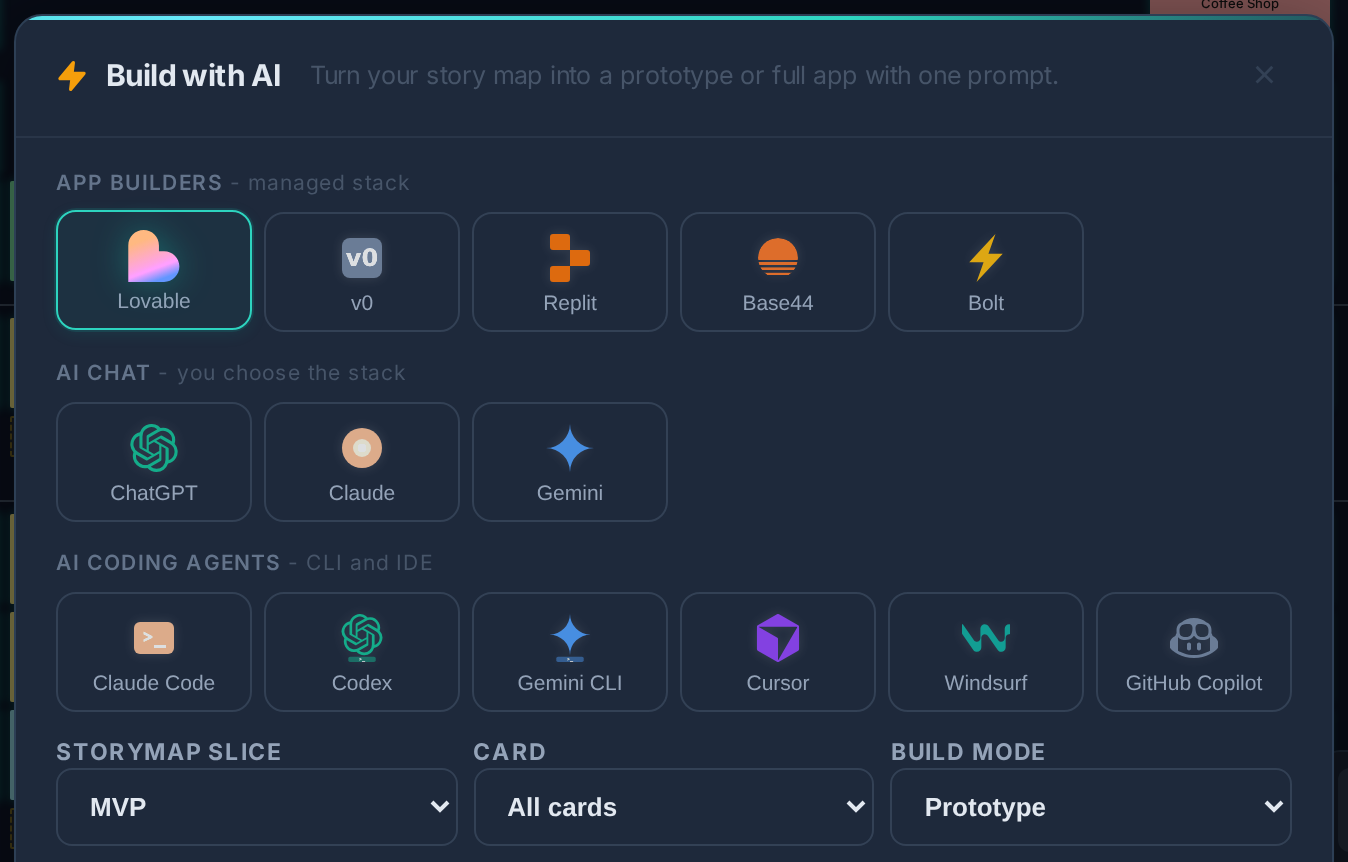 Coffee Shop
Build with AI Turn your story map into a prototype or full app with one prompt. ×
APP BUILDERS - managed stack
v0
Lovable v0 Replit Base44 Bolt
AI CHAT - you choose the stack
ChatGPT Claude Gemini
AI CODING AGENTS - CLI and IDE
>_
Claude Code Codex Gemini CLI Cursor Windsurf GitHub Copilot
STORYMAP SLICE CARD BUILD MODE
MVP All cards Prototype